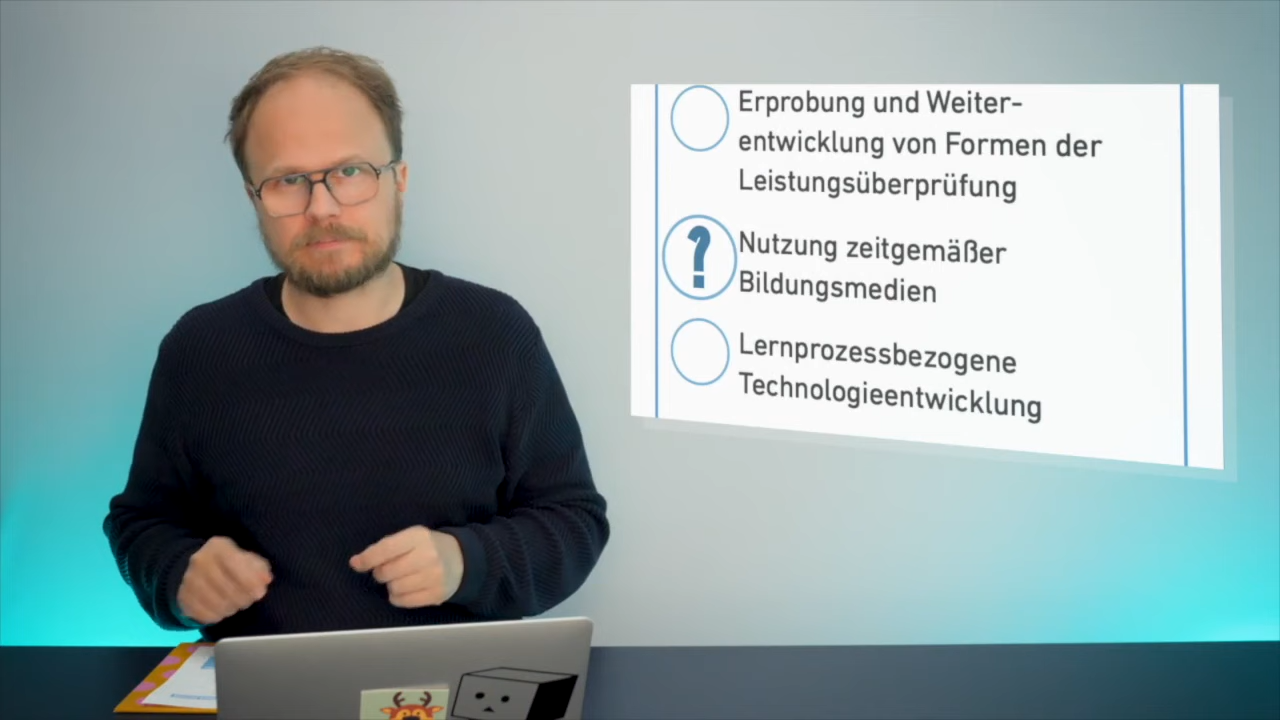 Erprobung und Weiter-
entwicklung von Formen der
Leistungsüberprüfung
?
Nutzung zeitgemäßer
Bildungsmedien
Lernprozessbezogene
Technologieentwicklung